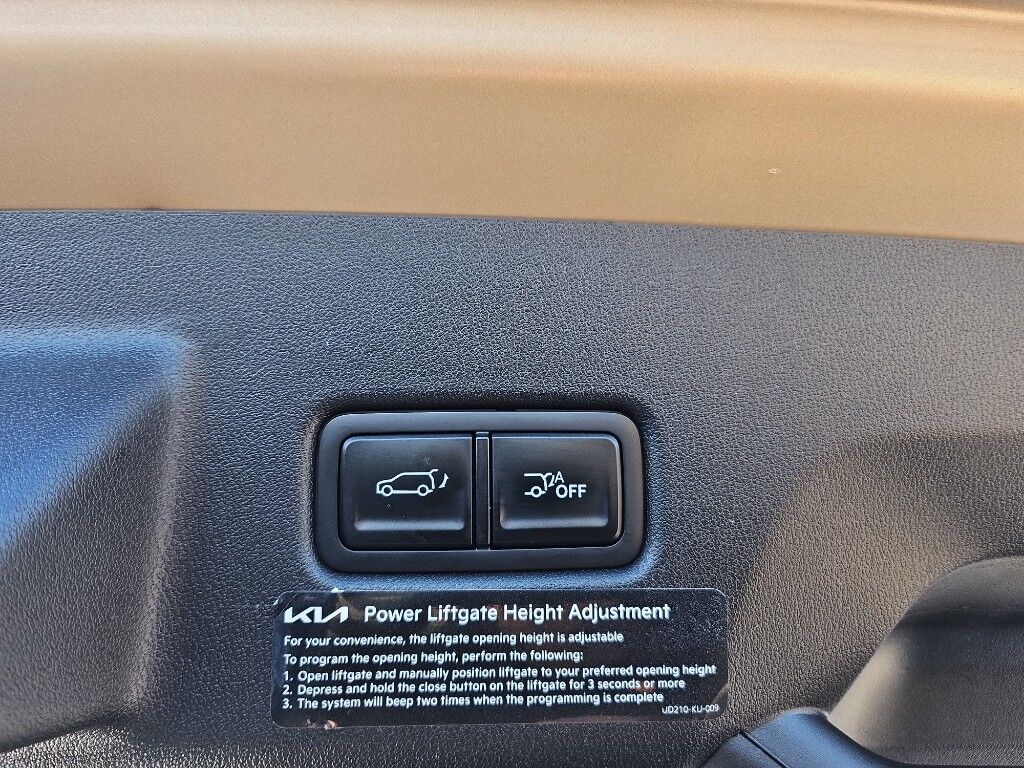 A
OFF
KIA Power Liftgate Height Adjustment
For your convenience, the liftgate opening height is adjustable
To program the opening height, perform the following:
1. Open liftgate and manually position liftgate to your preferred opening height
2. Depress and hold the close button on the liftgate for 3 seconds or more
3. The system will beep two times when the programming is complete
UD210-KU-009